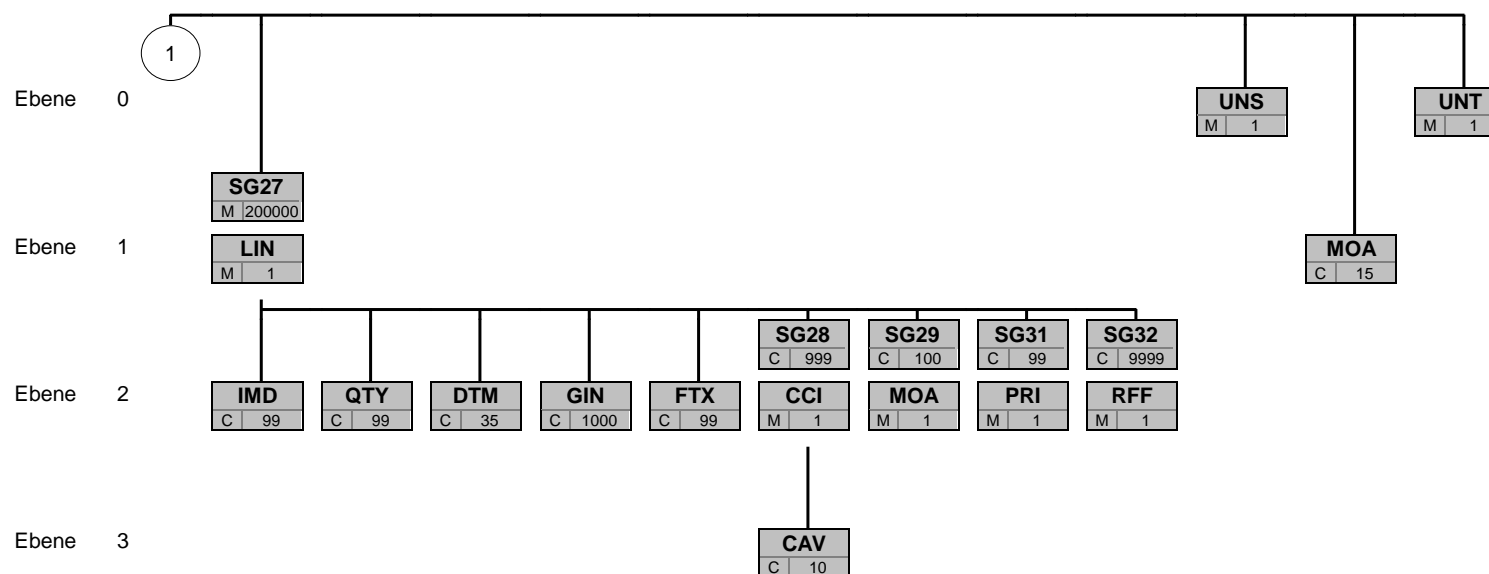 1
Ebene 0
UNS UNT
M 1 M 1
SG27
M 200000
Ebene 1
LIN MOA
M 1 C 15
SG28 SG29 SG31 SG32
C 999 C 100 C 99 C 9999
Ebene 2
IMD QTY DTM GIN FTX CCI MOA PRI RFF
C 99 C 99 C 35 C 1000 C 99 M 1 M 1 M 1 M 1
Ebene 3
CAV
C 10